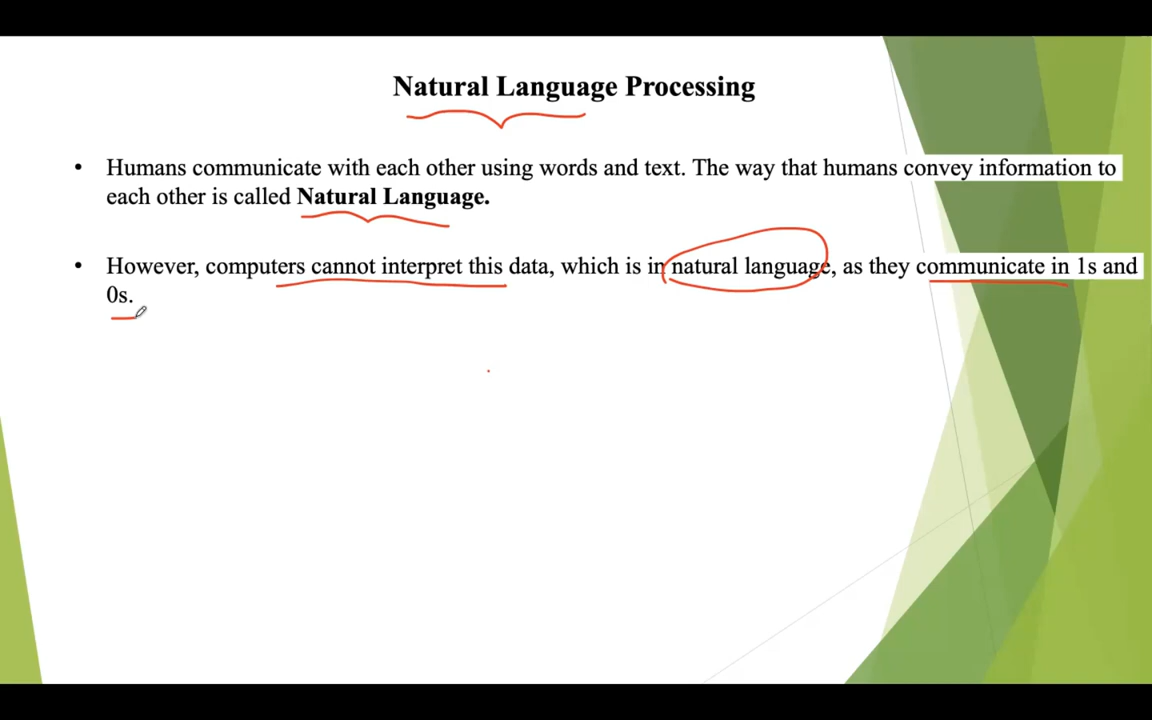 Natural Language Processing
• Humans communicate with each other using words and text. The way that humans convey information to
each other is called Natural Language.
• However, computers cannot interpret this data, which is in natural language, as they communicate in 1s and
0s.